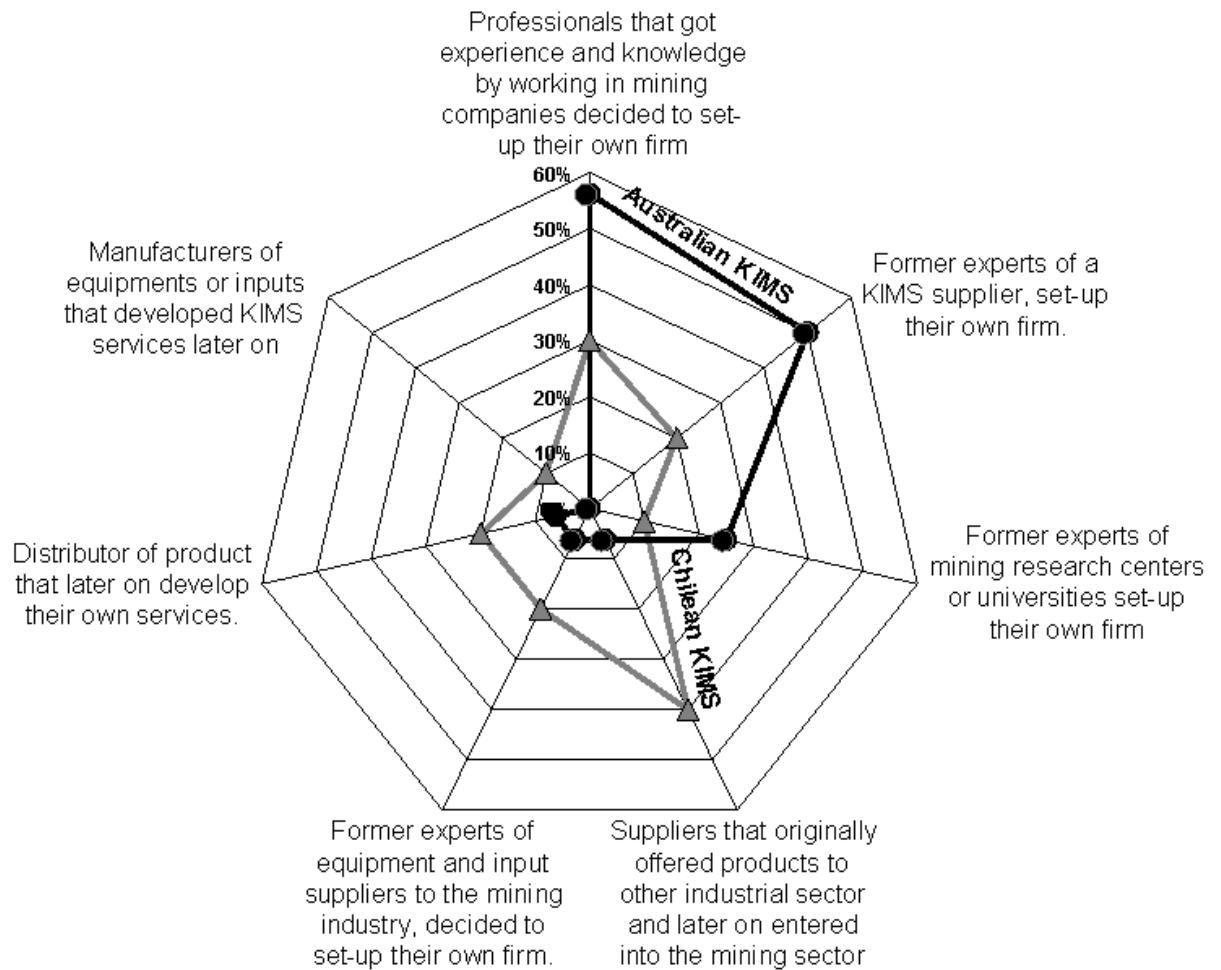 Professionals that got
experience and knowledge
by working in mining
companies decided to set-
up their own firm
60%
50%
40%
30%
20%
10%
Australian KIMS
Former experts of a
KIMS supplier, set-up
their own firm.
Manufacturers of
equipments or inputs
that developed KIMS
services later on
Former experts of
mining research centers
or universities set-up
their own firm
Distributor of product
that later on develop
their own services.
Chilean KIMS
Former experts of
equipment and input
suppliers to the mining
industry, decided to
set-up their own firm.
Suppliers that originally
offered products to
other industrial sector
and later on entered
into the mining sector